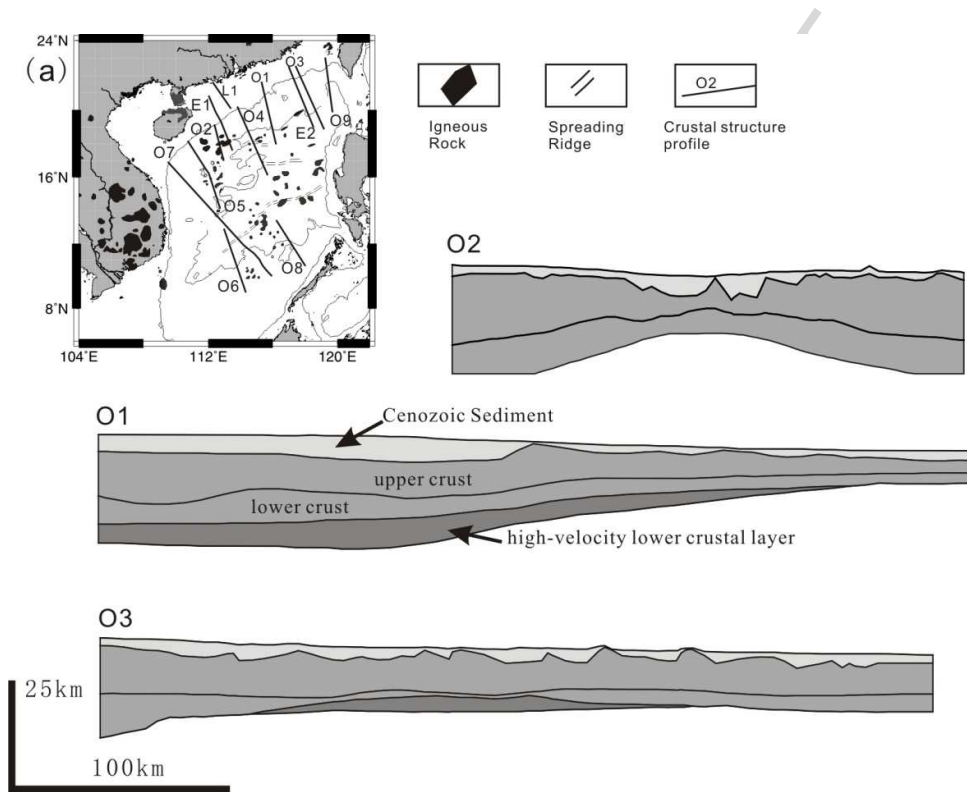 (a)
24°N
16°N
8°N
104°E
112°E
120°E
O1
O3
L1
E1
O2
O4
E2
O9
O7
O5
O8
O6
O2
Igneous
Rock
Spreading
Ridge
Crustal structure
profile
O2
O1
Cenozoic Sediment
upper crust
lower crust
high-velocity lower crustal layer
O3
25km
100km